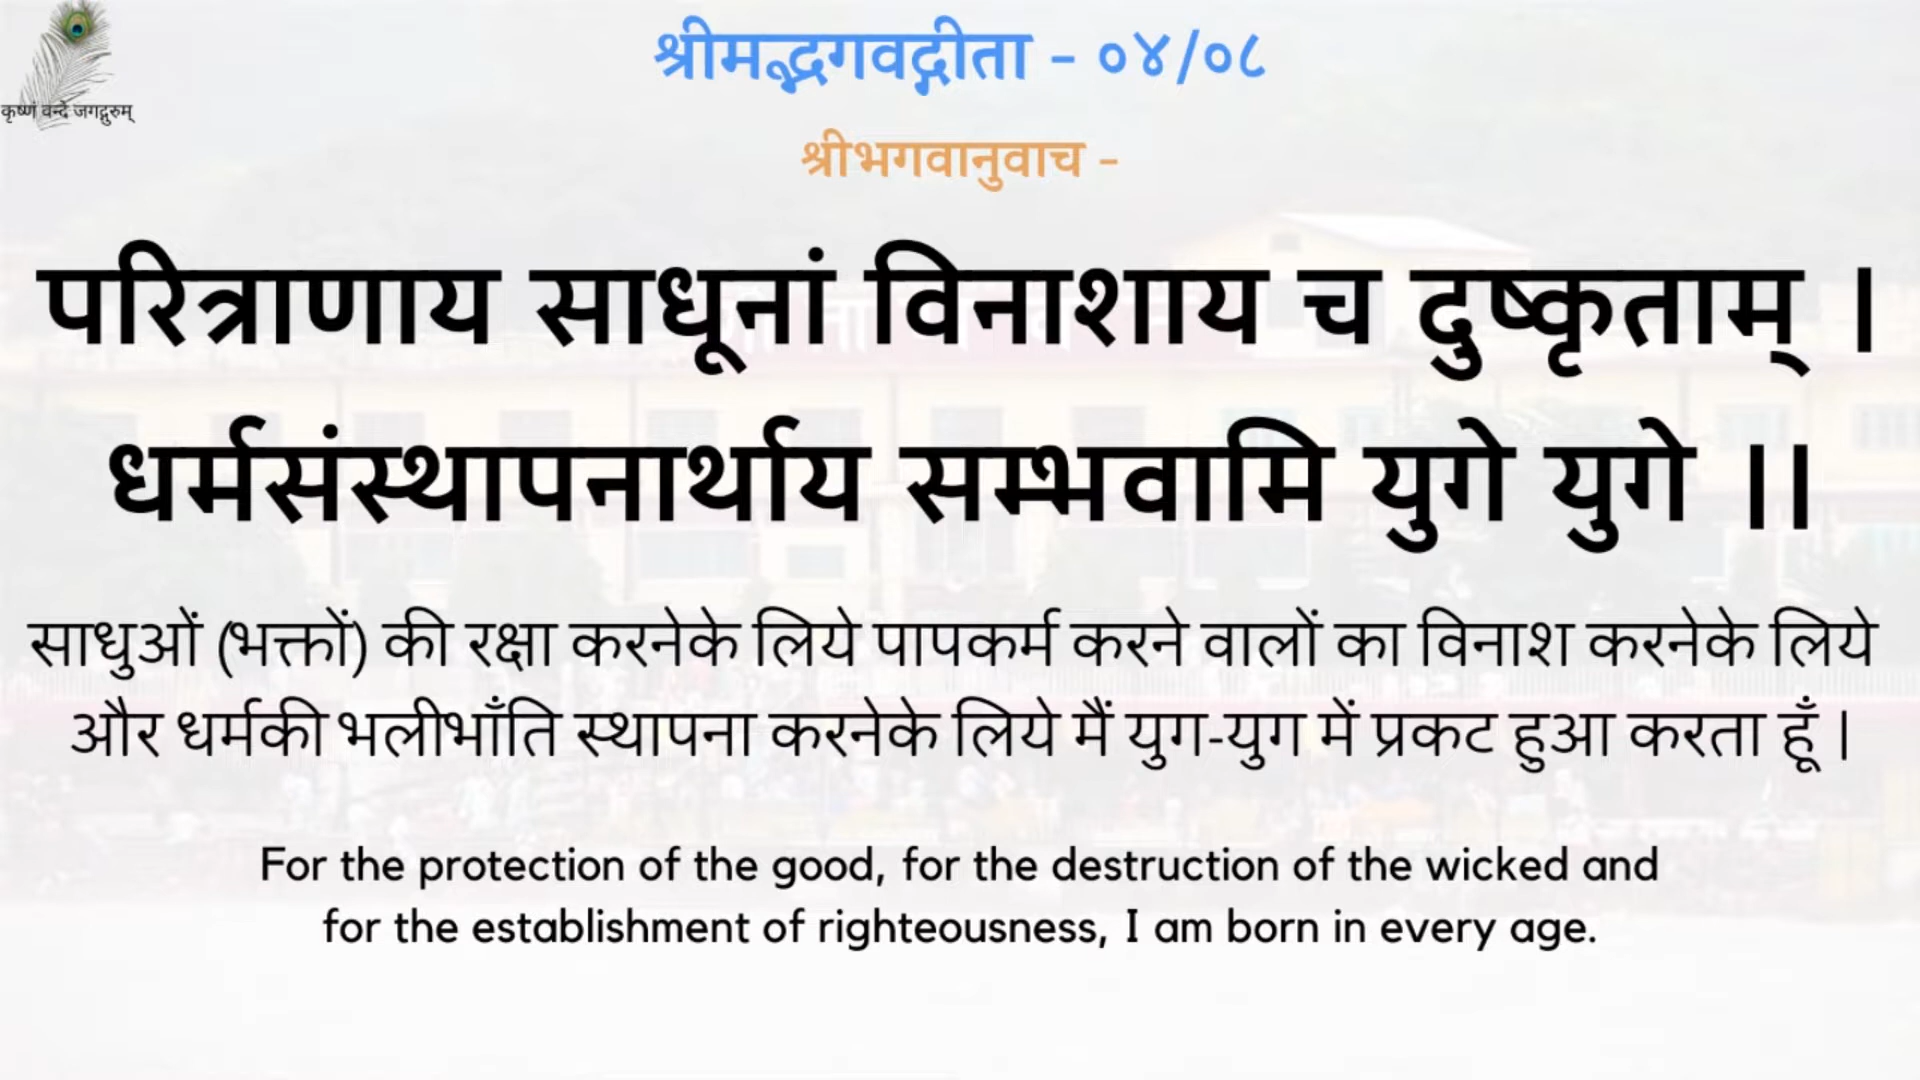 कृष्णं वन्दे जगद्गुरुम्
श्रीमद्भगवद्गीता - ०४/०८
श्रीभगवानुवाच -
परित्राणाय साधूनां विनाशाय च दुष्कृताम् ।
धर्मसंस्थापनार्थाय सम्भवामि युगे युगे ।।
साधुओं (भक्तों) की रक्षा करनेके लिये पापकर्म करने वालों का विनाश करनेके लिये
और धर्मकी भलीभाँति स्थापना करनेके लिये मैं युग-युग में प्रकट हुआ करता हूँ ।
For the protection of the good, for the destruction of the wicked and
for the establishment of righteousness, I am born in every age.